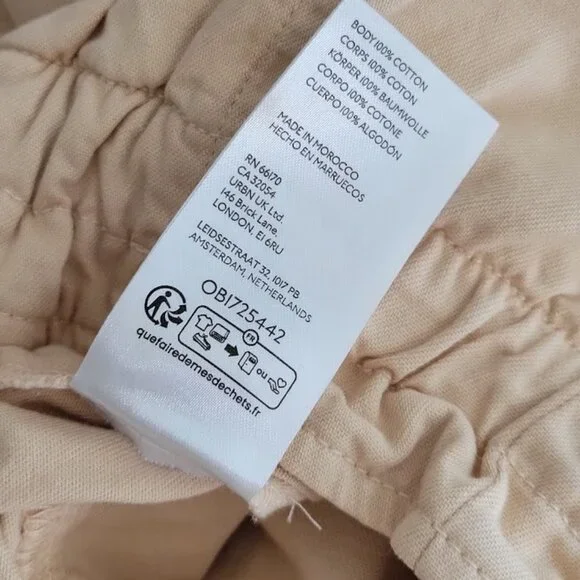 BODY 100% COTTON
CORPS 100% COTON
KÖRPER 100% BAUMWOLLE
CORPO 100% COTONE
CUERPO 100% ALGODÓN
MADE IN MOROCCO
HECHO EN MARRUECOS
RN 66170
CA 32054
URBN UK Ltd.
146 Brick Lane,
LONDON, E1 6RU
LEIDSESTRAAT 32, 1017 PB
AMSTERDAM, NETHERLANDS
OB1725442
FR
OU
quefairedemesdechets.fr